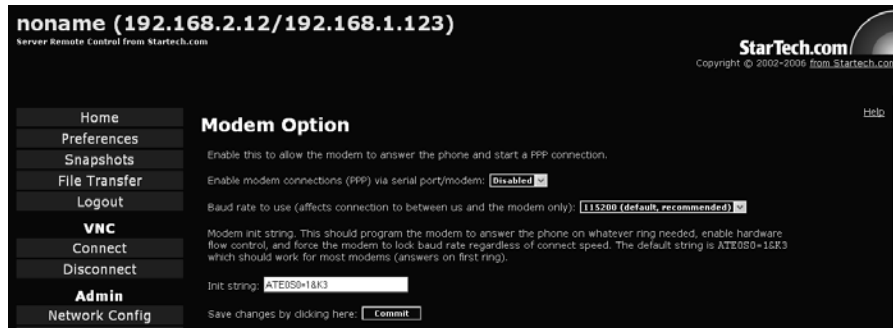 noname (192.168.2.12/192.168.1.123)
Server Remote Control from Startech.com
StarTech.com
Copyright © 2002-2006 from Startech.com
Help
Home
Preferences
Snapshots
File Transfer
Logout
VNC
Connect
Disconnect
Admin
Network Config
Modem Option
Enable this to allow the modem to answer the phone and start a PPP connection.
Enable modem connections (PPP) via serial port/modem: Disabled
Baud rate to use (affects connection to between us and the modem only): 115200 (default, recommended)
Modem init string. This should program the modem to answer the phone on whatever ring needed, enable hardware
flow control, and force the modem to lock baud rate regardless of connect speed. The default string is ATE0S0=1&K3
which should work for most modems (answers on first ring).
Init string: ATE0S0=1&K3
Save changes by clicking here: Commit